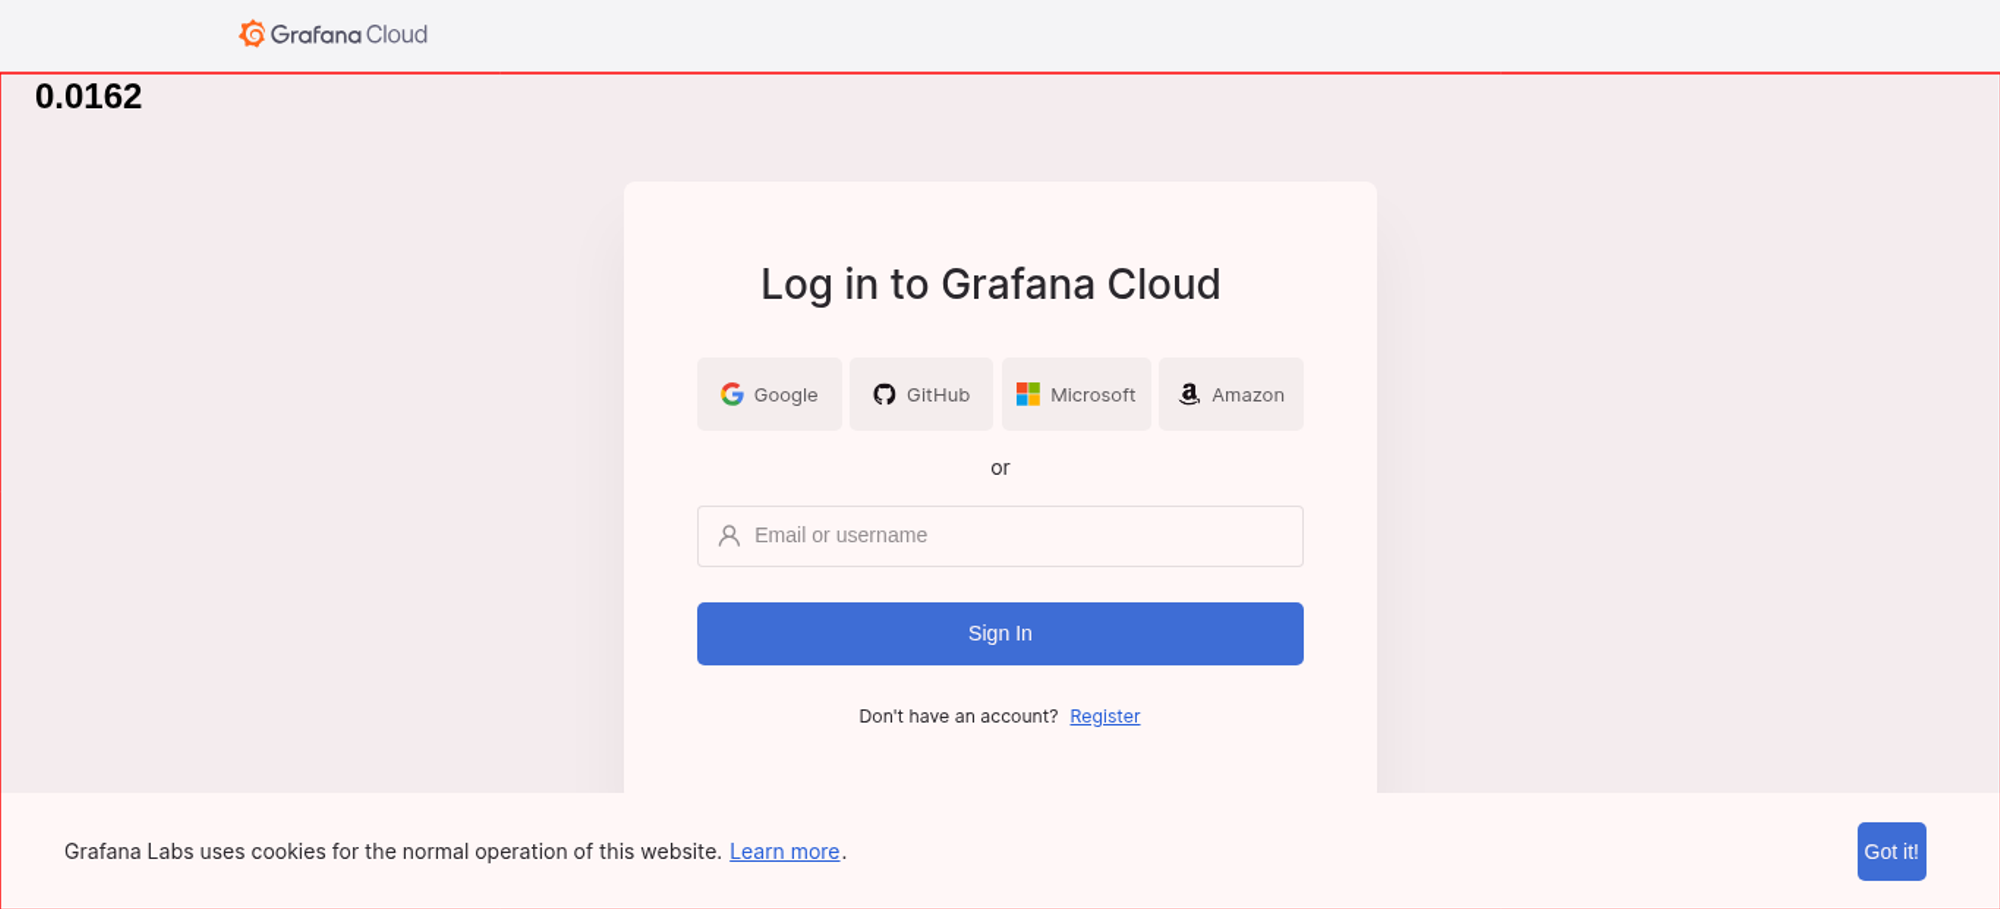 Grafana Cloud
0.0162
Log in to Grafana Cloud
Google GitHub Microsoft Amazon
or
Email or username
Sign In
Don't have an account? Register
Grafana Labs uses cookies for the normal operation of this website. Learn more. Got it!